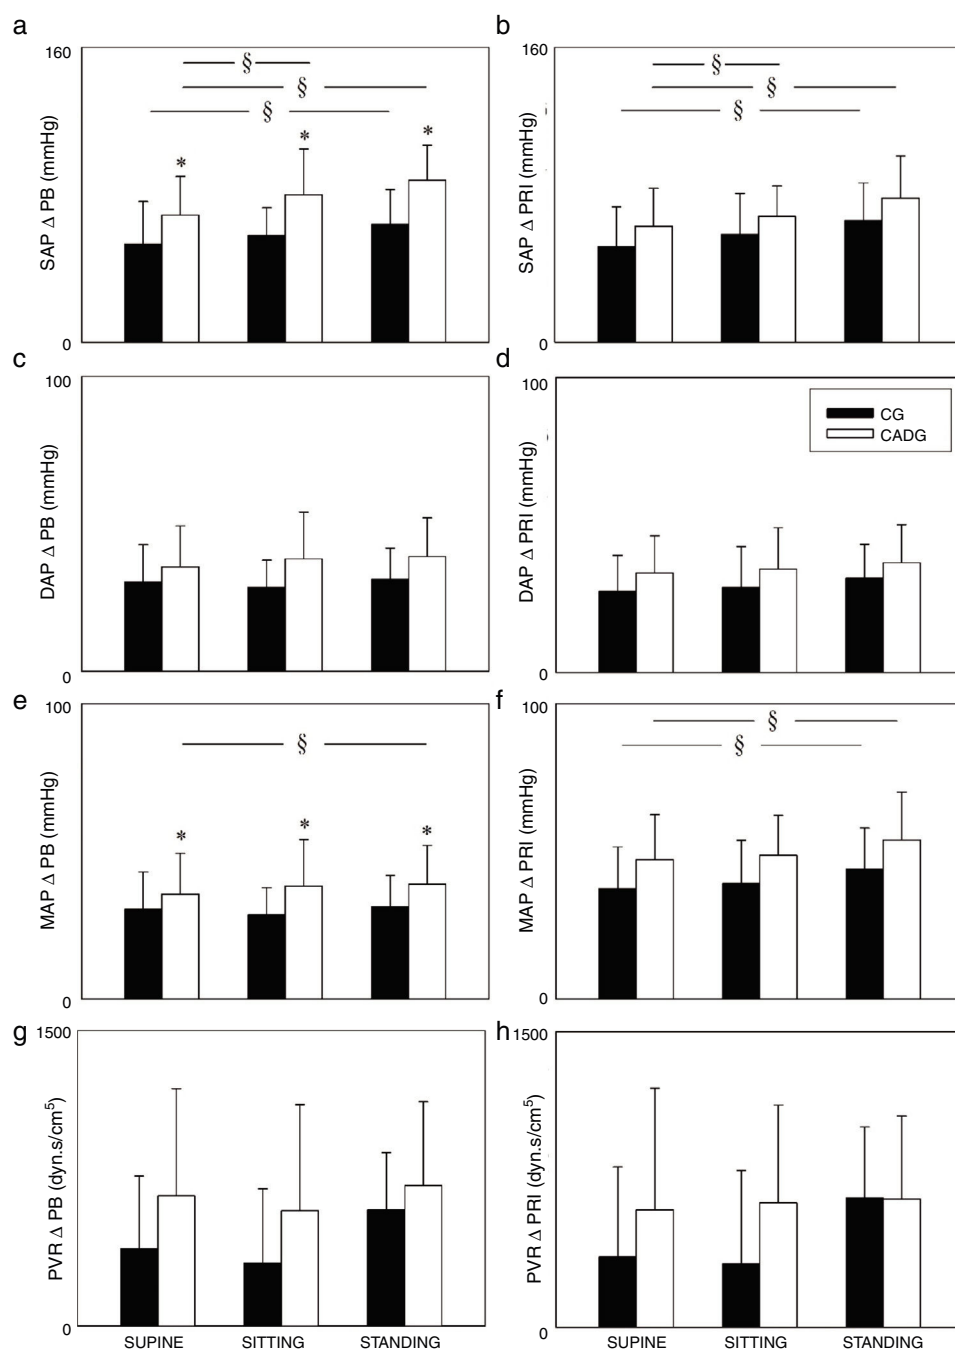 a
160
§
§
§
*
*
*
SAP Δ PB (mmHg)
0
b
160
§
§
§
SAP Δ PRI (mmHg)
0
c
100
DAP Δ PB (mmHg)
0
d
100
CG
CADG
DAP Δ PRI (mmHg)
0
e
100
§
*
*
*
MAP Δ PB (mmHg)
0
f
100
§
§
MAP Δ PRI (mmHg)
0
g
1500
PVR Δ PB (dyn.s/cm⁵)
0
SUPINE SITTING STANDING
h
1500
PVR Δ PRI (dyn.s/cm⁵)
0
SUPINE SITTING STANDING